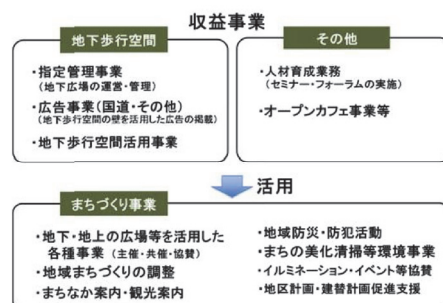 収益事業
地下歩行空間
・指定管理事業
(地下広場の運営・管理)
・広告事業(国道・その他)
(地下歩行空間の壁を活用した広告の掲載)
・地下歩行空間活用事業
その他
・人材育成業務
(セミナー・フォーラムの実施)
・オープンカフェ事業等
活用
まちづくり事業
・地下・地上の広場等を活用した
各種事業 (主催・共催・協賛)
・地域まちづくりの調整
・まちなか案内・観光案内
・地域防災・防犯活動
・まちの美化清掃等環境事業
・イルミネーション・イベント等協賛
・地区計画・建替計画促進支援